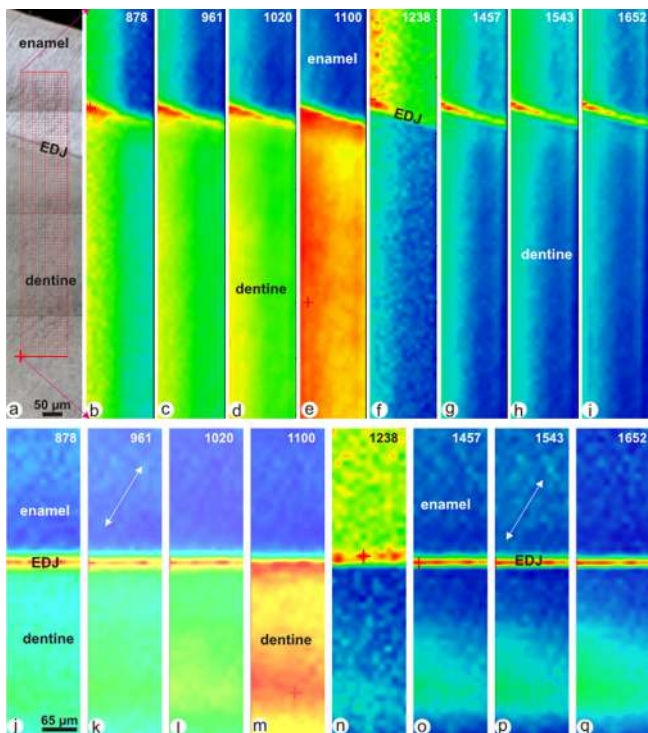 878 961 1020 1100 1238 1457 1543 1652
enamel
enamel
EDJ
EDJ
dentine
dentine
dentine
50 µm
a b c d e f g h i
878 961 1020 1100 1238 1457 1543 1652
enamel
enamel
EDJ
EDJ
dentine
dentine
65 µm
j k l m n o p q